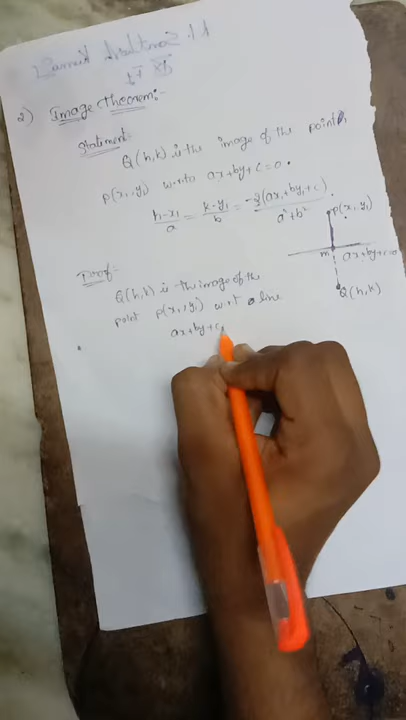 2) Image theorem:-
Statement:-
Q(h,k) is the image of the point
P(x₁,y₁) w.r.to ax+by+c=0.
h-x₁/a = k-y₁/b = -2(ax₁+by₁+c)/a²+b²
P(x₁,y₁)
m
ax+by+c=0
Q(h,k)
Proof:-
Q(h,k) is the image of the
point P(x₁,y₁) w.r.t line
ax+by+c